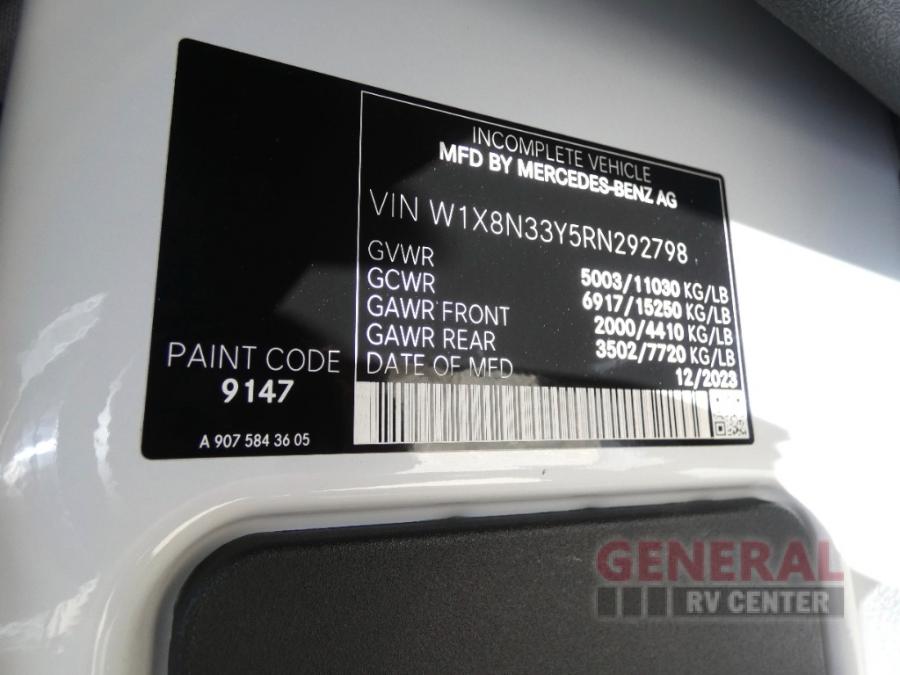 INCOMPLETE VEHICLE
MFD BY MERCEDES-BENZ AG
VIN W1X8N33Y5RN292798
GVWR 5003/11030 KG/LB
GCWR 6917/15250 KG/LB
GAWR FRONT 2000/4410 KG/LB
GAWR REAR 3502/7720 KG/LB
DATE OF MFD 12/2023
PAINT CODE
9147
A 907 584 36 05
GENERAL
RV CENTER